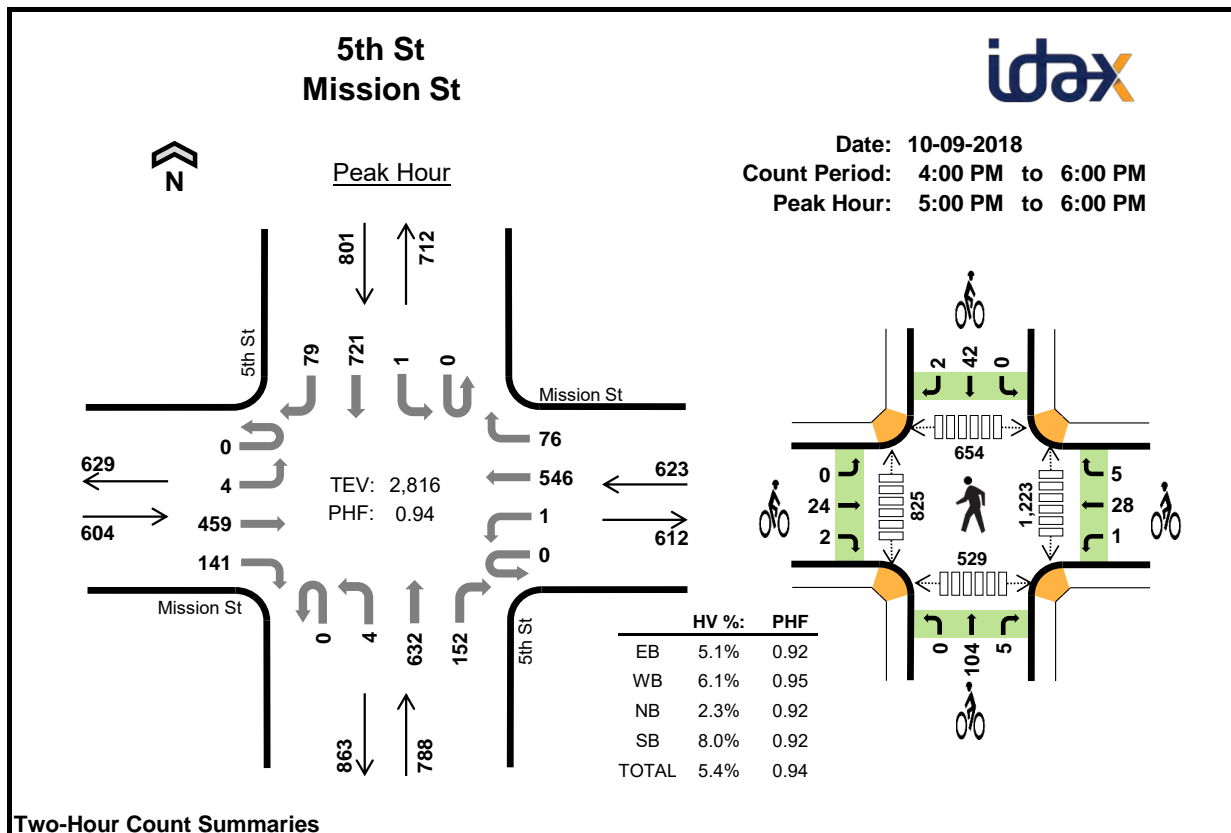 5th St
Mission St
idax
Date: 10-09-2018
Count Period: 4:00 PM to 6:00 PM
Peak Hour: 5:00 PM to 6:00 PM
N
Peak Hour
801
712
5th St
79
721
1
0
Mission St
0
4
459
141
629
604
TEV: 2,816
PHF: 0.94
76
546
1
0
623
612
Mission St
0
4
632
152
5th St
863
788
HV %: PHF
EB 5.1% 0.92
WB 6.1% 0.95
NB 2.3% 0.92
SB 8.0% 0.92
TOTAL 5.4% 0.94
2
42
0
654
0
24
2
825
1,223
5
28
1
529
0
104
5
Two-Hour Count Summaries